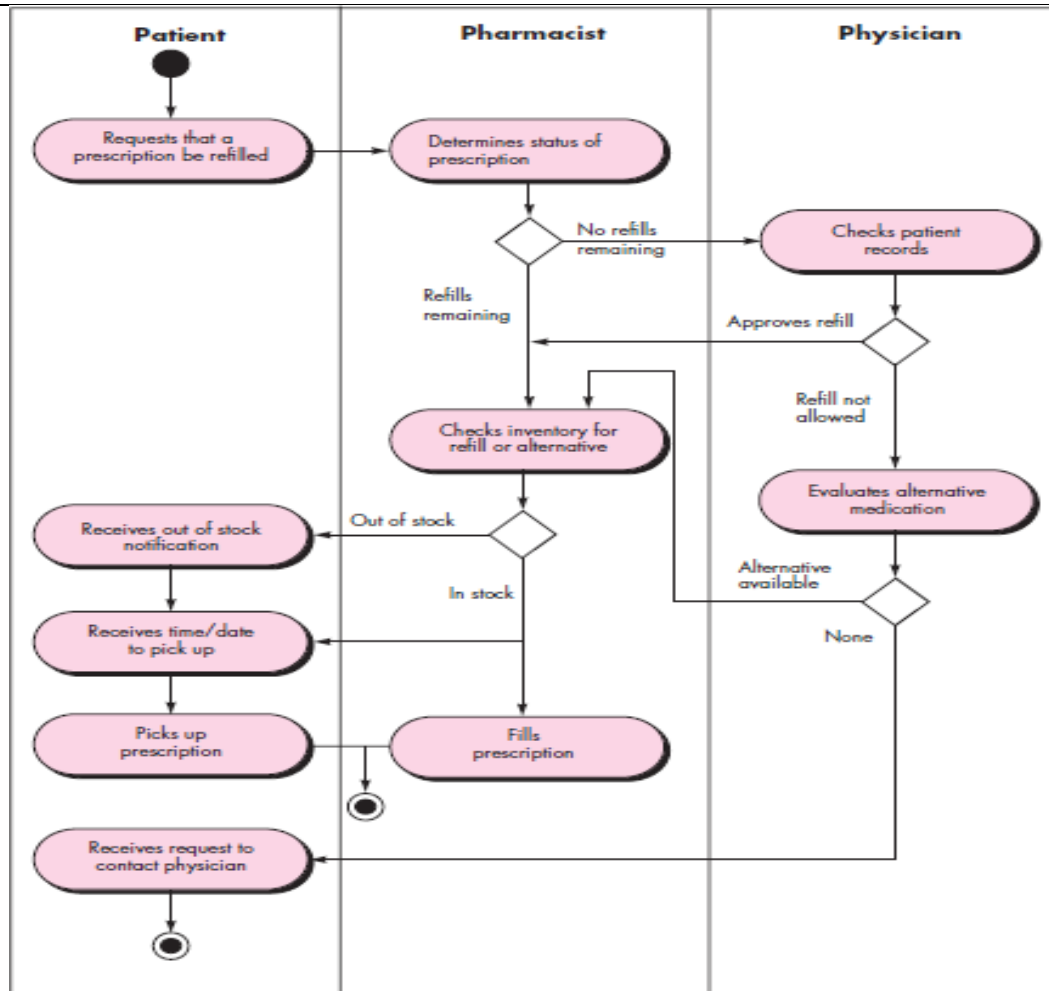 Patient
Pharmacist
Physician
Requests that a
prescription be refilled
Determines status of
prescription
No refills
remaining
Checks patient
records
Refills
remaining
Approves refill
Refill not
allowed
Checks inventory for
refill or alternative
Evaluates alternative
medication
Out of stock
Receives out of stock
notification
Alternative
available
In stock
None
Receives time/date
to pick up
Picks up
prescription
Fills
prescription
Receives request to
contact physician